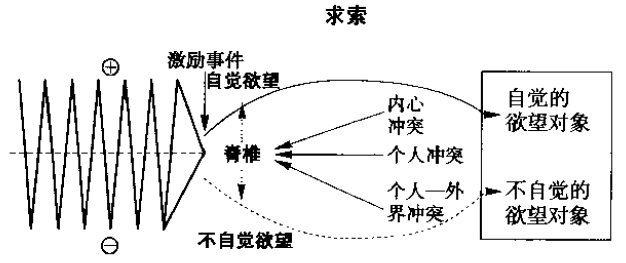 求索
⊕
激励事件
自觉欲望
内心
冲突
脊椎
个人冲突
个人—外
界冲突
不自觉欲望
⊖
自觉的
欲望对象
不自觉的
欲望对象